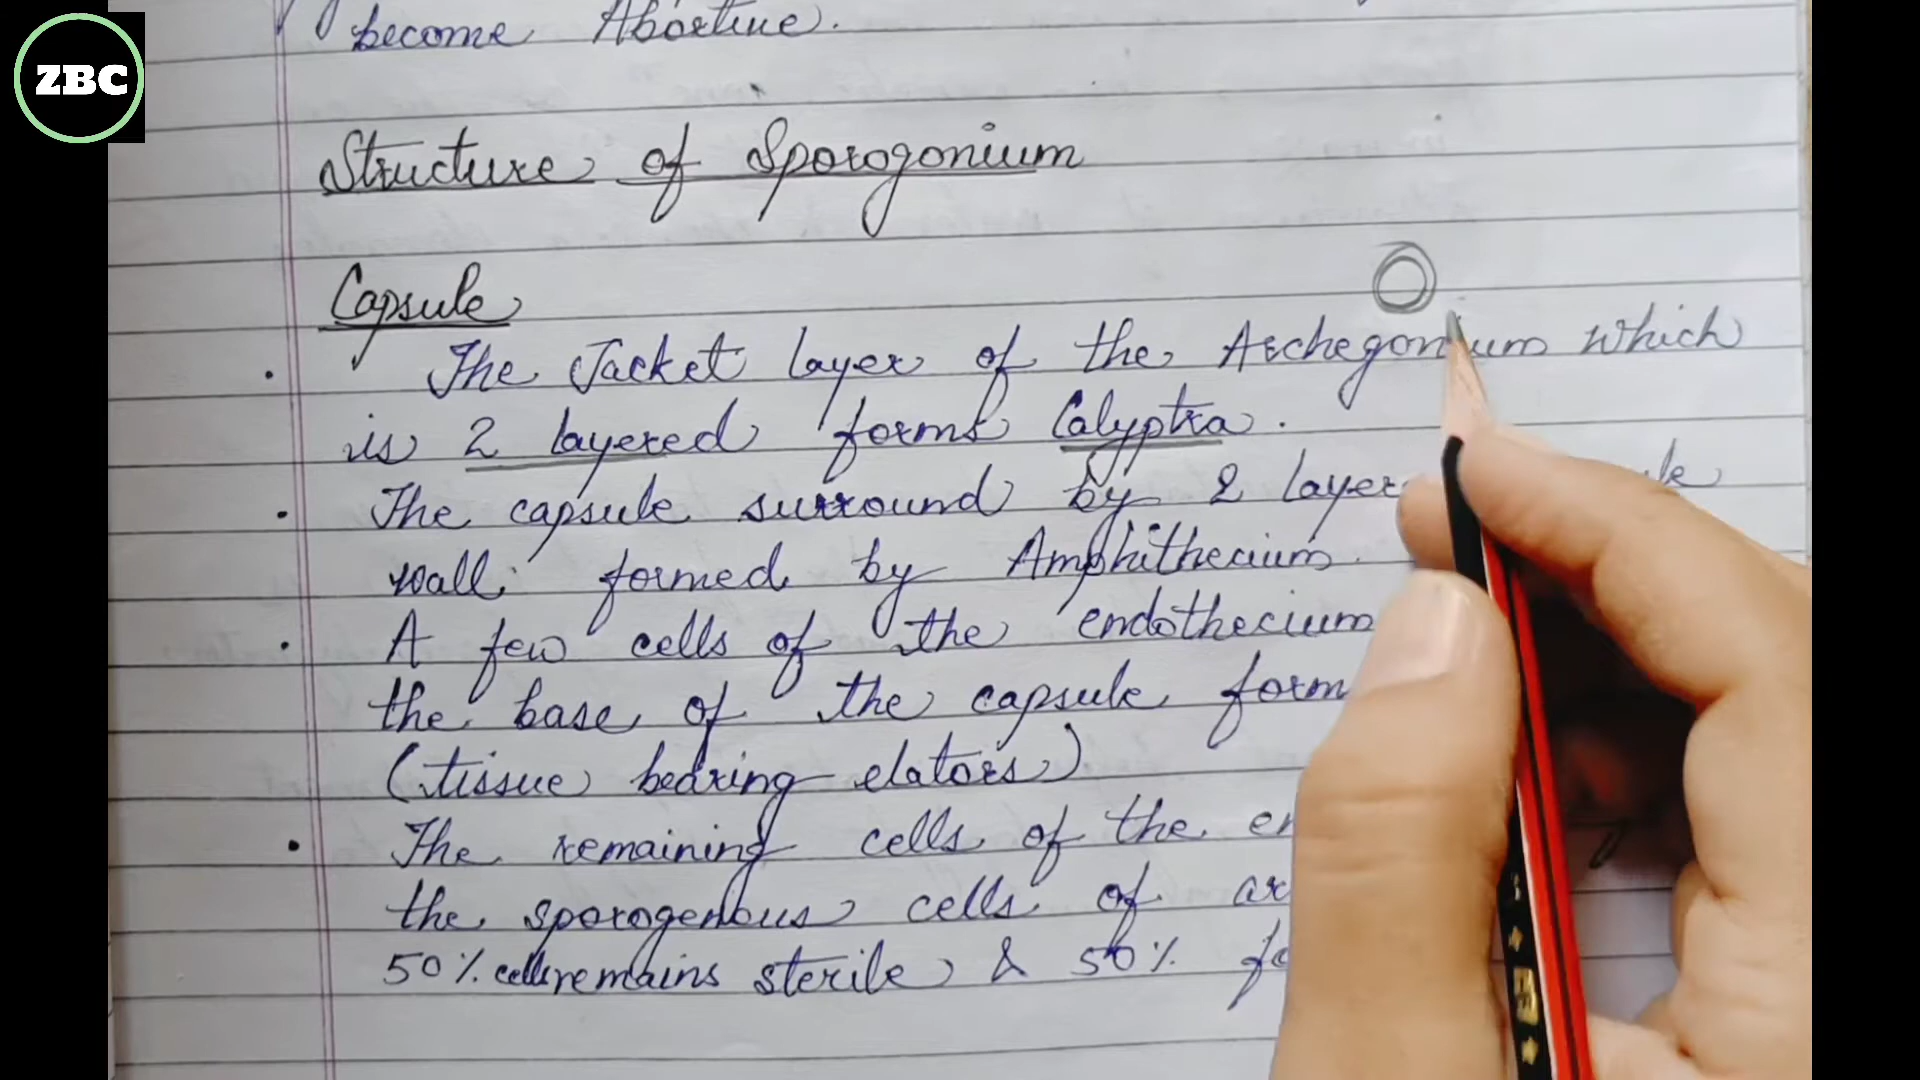 become Abortive.
ZBC
Structure of Sporogonium
Capsule
The Jacket layer of the Archegonium which
is 2 layered forms Calyptra.
The capsule surround by 2 layer
wall formed by Amphithecium.
A few cells of the endothecium
the base of the capsule form
(tissue bearing elators)
The remaining cells of the
the sporogenous cells of
50% cells remains sterile & 50%